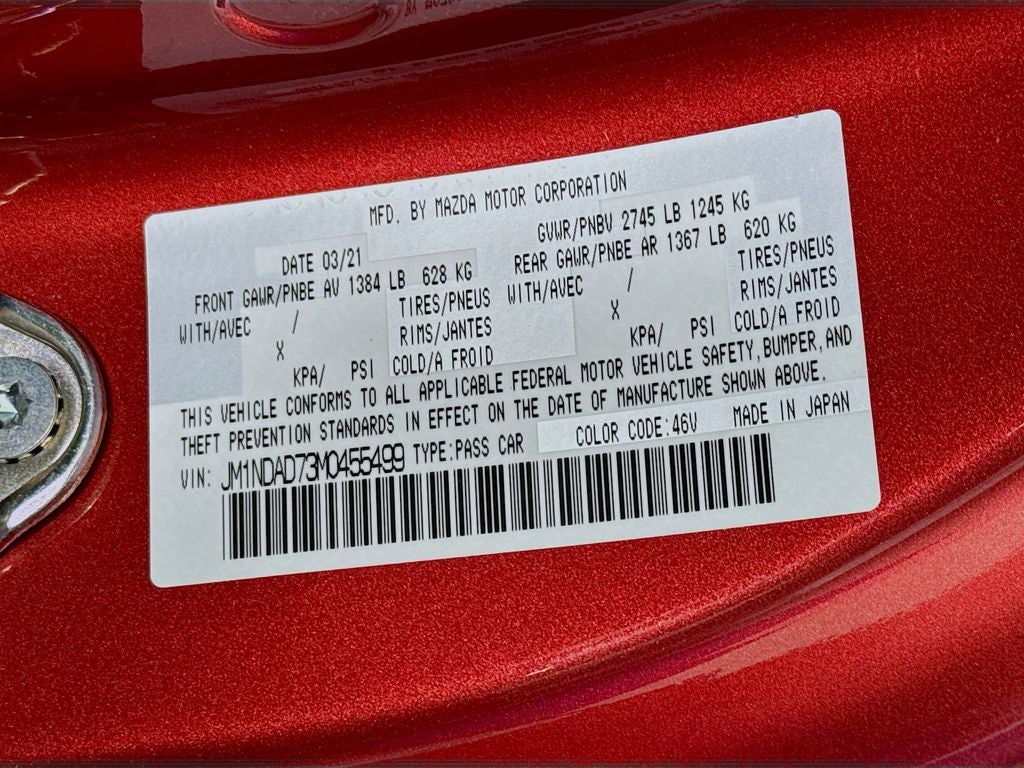 MFD. BY MAZDA MOTOR CORPORATION
DATE 03/21 GVWR/PNBV 2745 LB 1245 KG
FRONT GAWR/PNBE AV 1384 LB 628 KG REAR GAWR/PNBE AR 1367 LB 620 KG
WITH/AVEC / TIRES/PNEUS WITH/AVEC / TIRES/PNEUS
X RIMS/JANTES X RIMS/JANTES
KPA/ PSI COLD/A FROID KPA/ PSI COLD/A FROID
THIS VEHICLE CONFORMS TO ALL APPLICABLE FEDERAL MOTOR VEHICLE SAFETY, BUMPER, AND
THEFT PREVENTION STANDARDS IN EFFECT ON THE DATE OF MANUFACTURE SHOWN ABOVE.
VIN: JM1NDAD73M0455499 TYPE:PASS CAR COLOR CODE:46V MADE IN JAPAN